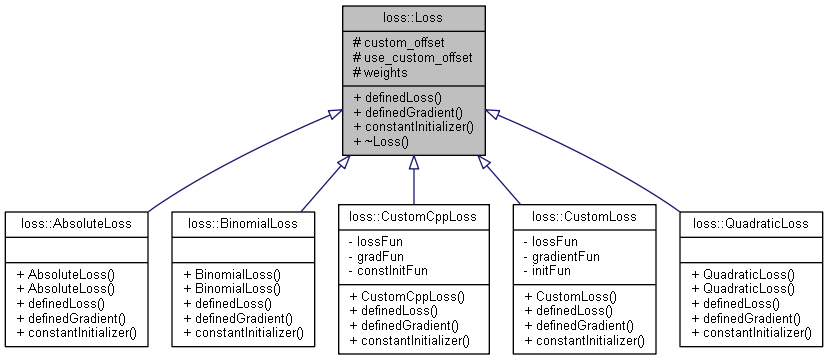 loss::Loss
# custom_offset
# use_custom_offset
# weights
+ definedLoss()
+ definedGradient()
+ constantInitializer()
+ ~Loss()
loss::AbsoluteLoss
+ AbsoluteLoss()
+ AbsoluteLoss()
+ definedLoss()
+ definedGradient()
+ constantInitializer()
loss::BinomialLoss
+ BinomialLoss()
+ BinomialLoss()
+ definedLoss()
+ definedGradient()
+ constantInitializer()
loss::CustomCppLoss
- lossFun
- gradFun
- constInitFun
+ CustomCppLoss()
+ definedLoss()
+ definedGradient()
+ constantInitializer()
loss::CustomLoss
- lossFun
- gradientFun
- initFun
+ CustomLoss()
+ definedLoss()
+ definedGradient()
+ constantInitializer()
loss::QuadraticLoss
+ QuadraticLoss()
+ QuadraticLoss()
+ definedLoss()
+ definedGradient()
+ constantInitializer()